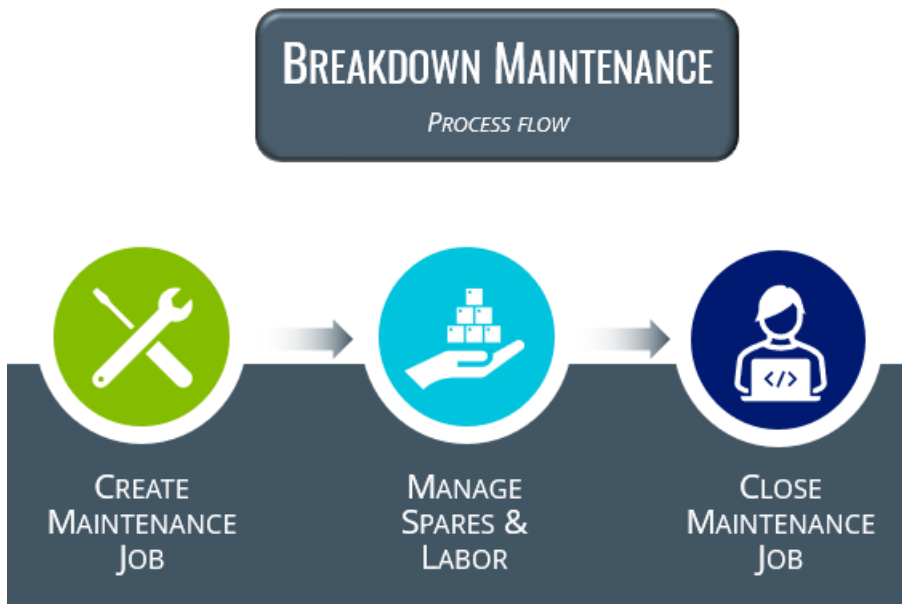 Breakdown Maintenance
Process flow
Create
Maintenance
Job
Manage
Spares &
Labor
Close
Maintenance
Job
</>